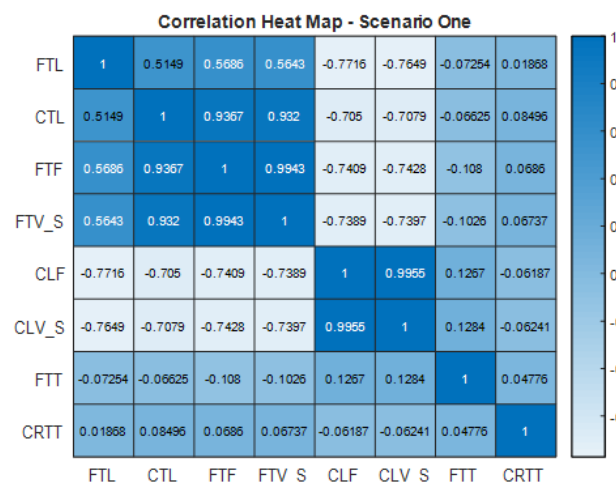 Correlation Heat Map - Scenario One
FTL 1 0.5149 0.5686 0.5643 -0.7716 -0.7649 -0.07254 0.01868
CTL 0.5149 1 0.9367 0.932 -0.705 -0.7079 -0.06625 0.08496
FTF 0.5686 0.9367 1 0.9943 -0.7409 -0.7428 -0.108 0.0686
FTV_S 0.5643 0.932 0.9943 1 -0.7389 -0.7397 -0.1026 0.06737
CLF -0.7716 -0.705 -0.7409 -0.7389 1 0.9955 0.1267 -0.06187
CLV_S -0.7649 -0.7079 -0.7428 -0.7397 0.9955 1 0.1284 -0.06241
FTT -0.07254 -0.06625 -0.108 -0.1026 0.1267 0.1284 1 0.04776
CRTT 0.01868 0.08496 0.0686 0.06737 -0.06187 -0.06241 0.04776 1
FTL CTL FTF FTV_S CLF CLV_S FTT CRTT